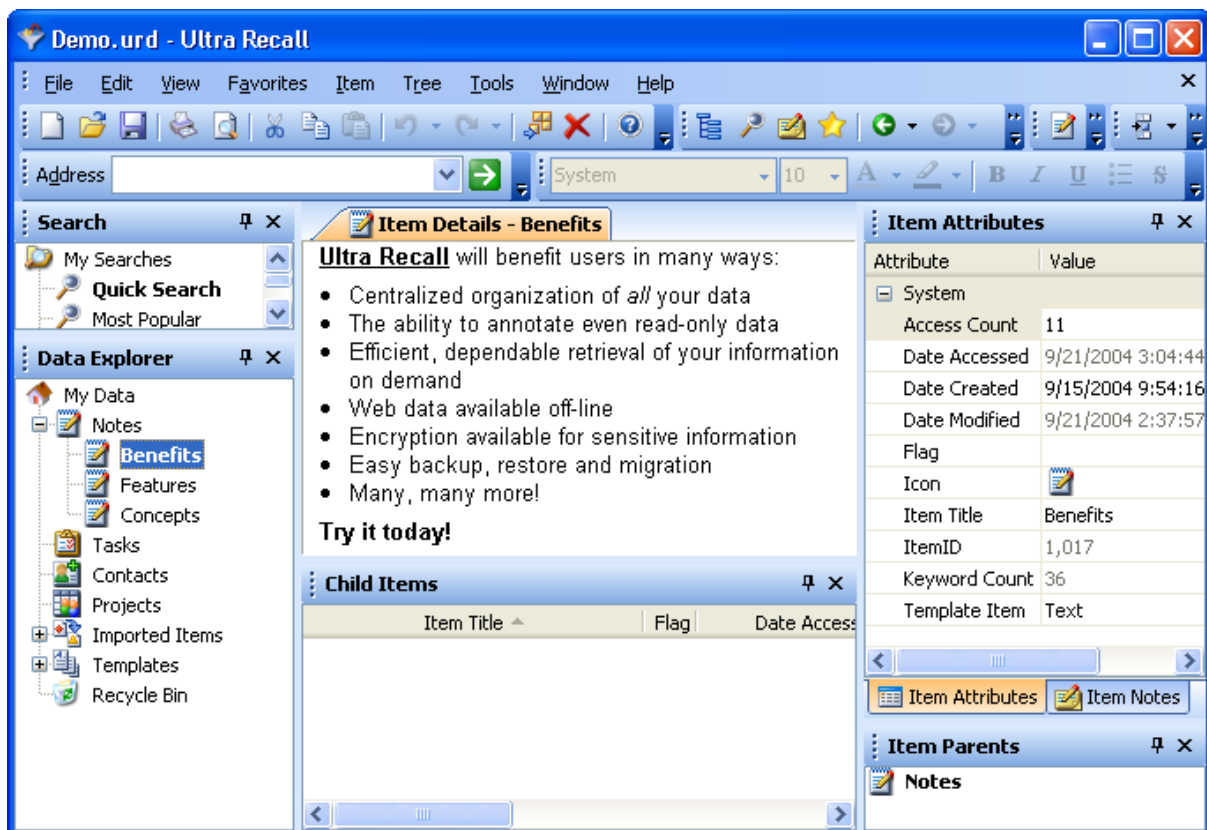 Demo.urd - Ultra Recall
File Edit View Favorites Item Tree Tools Window Help
Address
System 10 A B I U S
Search
My Searches
Quick Search
Most Popular
Data Explorer
My Data
Notes
Benefits
Features
Concepts
Tasks
Contacts
Projects
Imported Items
Templates
Recycle Bin
Item Details - Benefits
Ultra Recall will benefit users in many ways:
• Centralized organization of all your data
• The ability to annotate even read-only data
• Efficient, dependable retrieval of your information
on demand
• Web data available off-line
• Encryption available for sensitive information
• Easy backup, restore and migration
• Many, many more!
Try it today!
Child Items
Item Title Flag Date Access
Item Attributes
Attribute Value
System
Access Count 11
Date Accessed 9/21/2004 3:04:44
Date Created 9/15/2004 9:54:16
Date Modified 9/21/2004 2:37:57
Flag
Icon
Item Title Benefits
ItemID 1,017
Keyword Count 36
Template Item Text
Item Attributes Item Notes
Item Parents
Notes